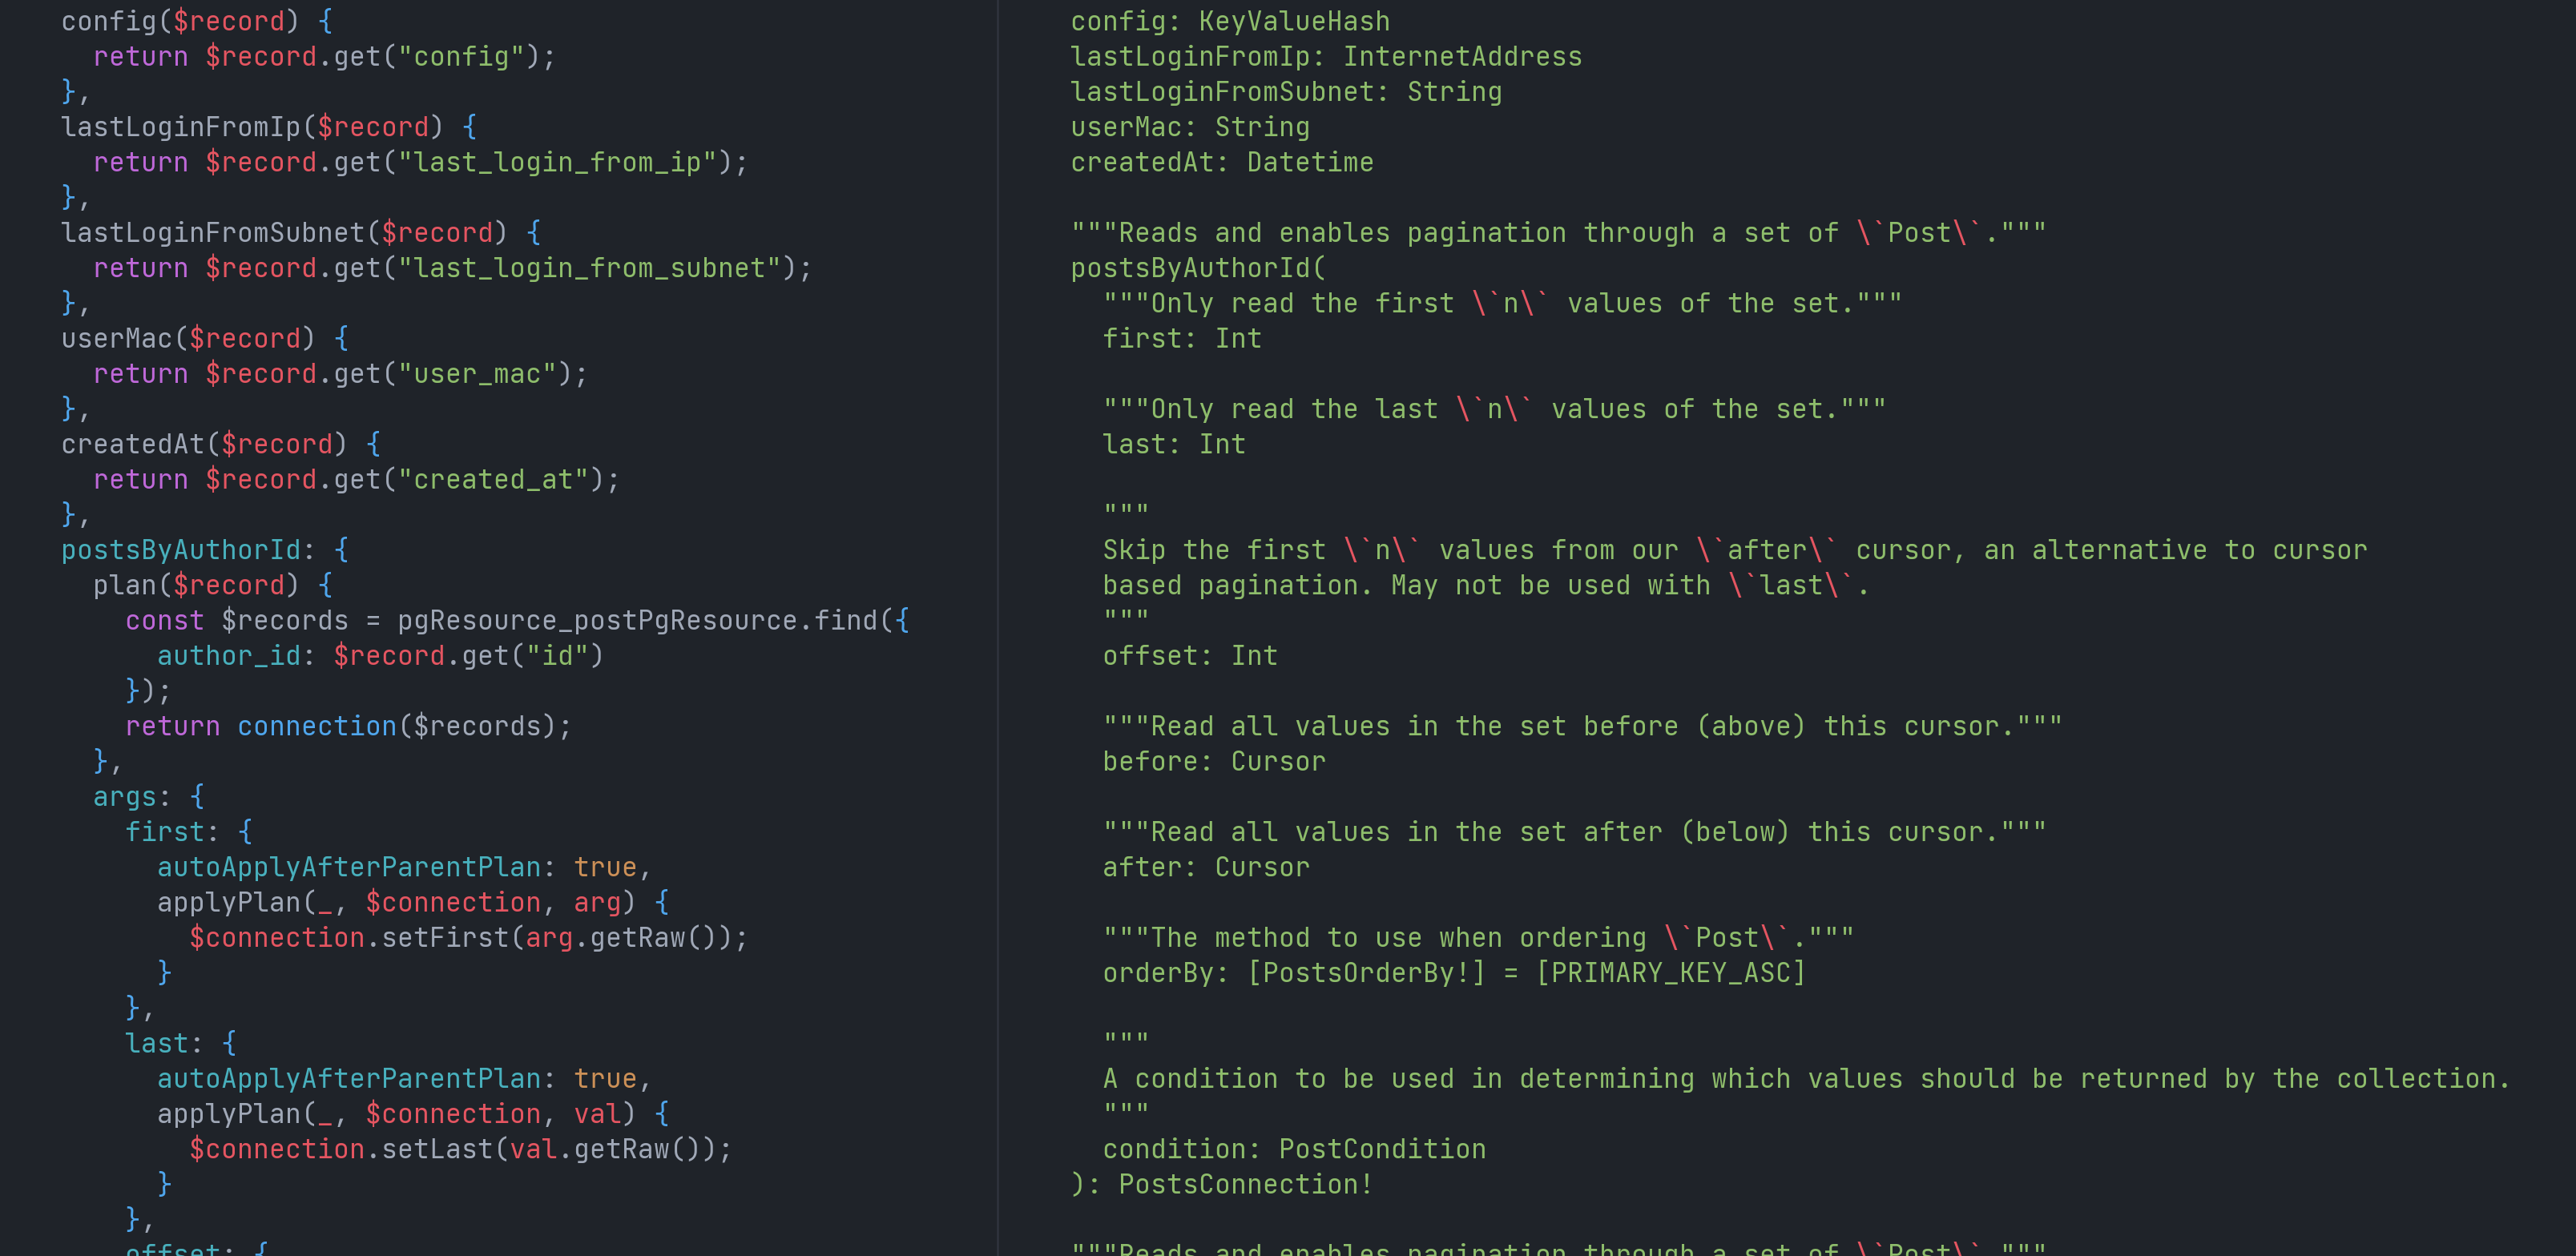 config($record) {
  return $record.get("config");
},
lastLoginFromIp($record) {
  return $record.get("last_login_from_ip");
},
lastLoginFromSubnet($record) {
  return $record.get("last_login_from_subnet");
},
userMac($record) {
  return $record.get("user_mac");
},
createdAt($record) {
  return $record.get("created_at");
},
postsByAuthorId: {
  plan($record) {
    const $records = pgResource_postPgResource.find({
      author_id: $record.get("id")
    });
    return connection($records);
  },
  args: {
    first: {
      autoApplyAfterParentPlan: true,
      applyPlan(_, $connection, arg) {
        $connection.setFirst(arg.getRaw());
      }
    },
    last: {
      autoApplyAfterParentPlan: true,
      applyPlan(_, $connection, val) {
        $connection.setLast(val.getRaw());
      }
    },
    offset: {
config: KeyValueHash
lastLoginFromIp: InternetAddress
lastLoginFromSubnet: String
userMac: String
createdAt: Datetime
"""Reads and enables pagination through a set of \`Post\`."""
postsByAuthorId(
  """Only read the first \`n\` values of the set."""
  first: Int
  """Only read the last \`n\` values of the set."""
  last: Int
  """
  Skip the first \`n\` values from our \`after\` cursor, an alternative to cursor
  based pagination. May not be used with \`last\`.
  """
  offset: Int
  """Read all values in the set before (above) this cursor."""
  before: Cursor
  """Read all values in the set after (below) this cursor."""
  after: Cursor
  """The method to use when ordering \`Post\`."""
  orderBy: [PostsOrderBy!] = [PRIMARY_KEY_ASC]
  """
  A condition to be used in determining which values should be returned by the collection.
  """
  condition: PostCondition
): PostsConnection!
"""Reads and enables pagination through a set of \`Post\`."""